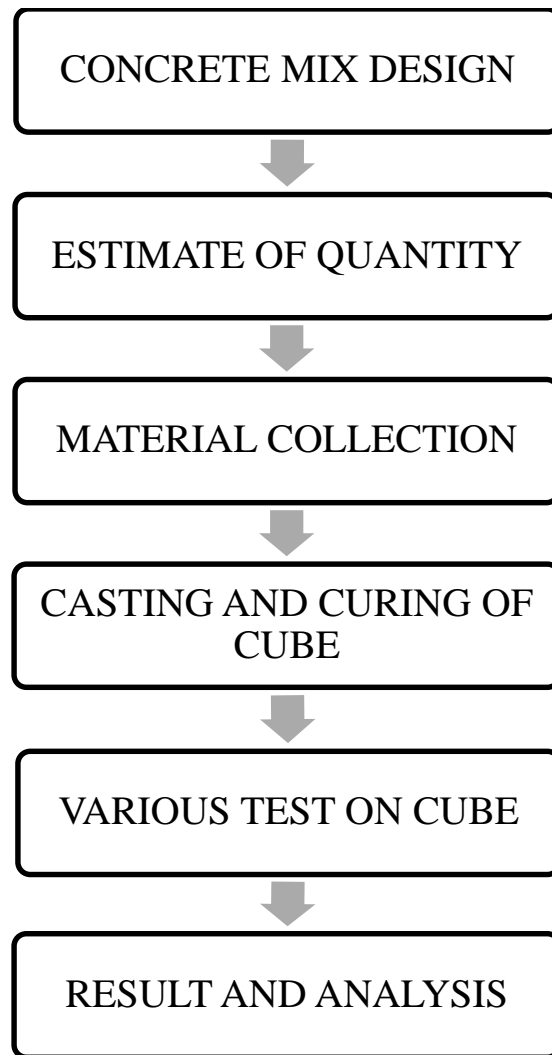 CONCRETE MIX DESIGN
ESTIMATE OF QUANTITY
MATERIAL COLLECTION
CASTING AND CURING OF
CUBE
VARIOUS TEST ON CUBE
RESULT AND ANALYSIS